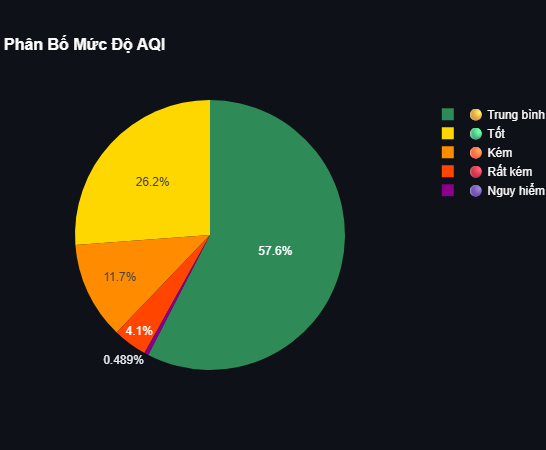 Phân Bố Mức Độ AQI
Trung bình
Tốt
Kém
Rất kém
Nguy hiểm
26.2%
57.6%
11.7%
4.1%
0.489%